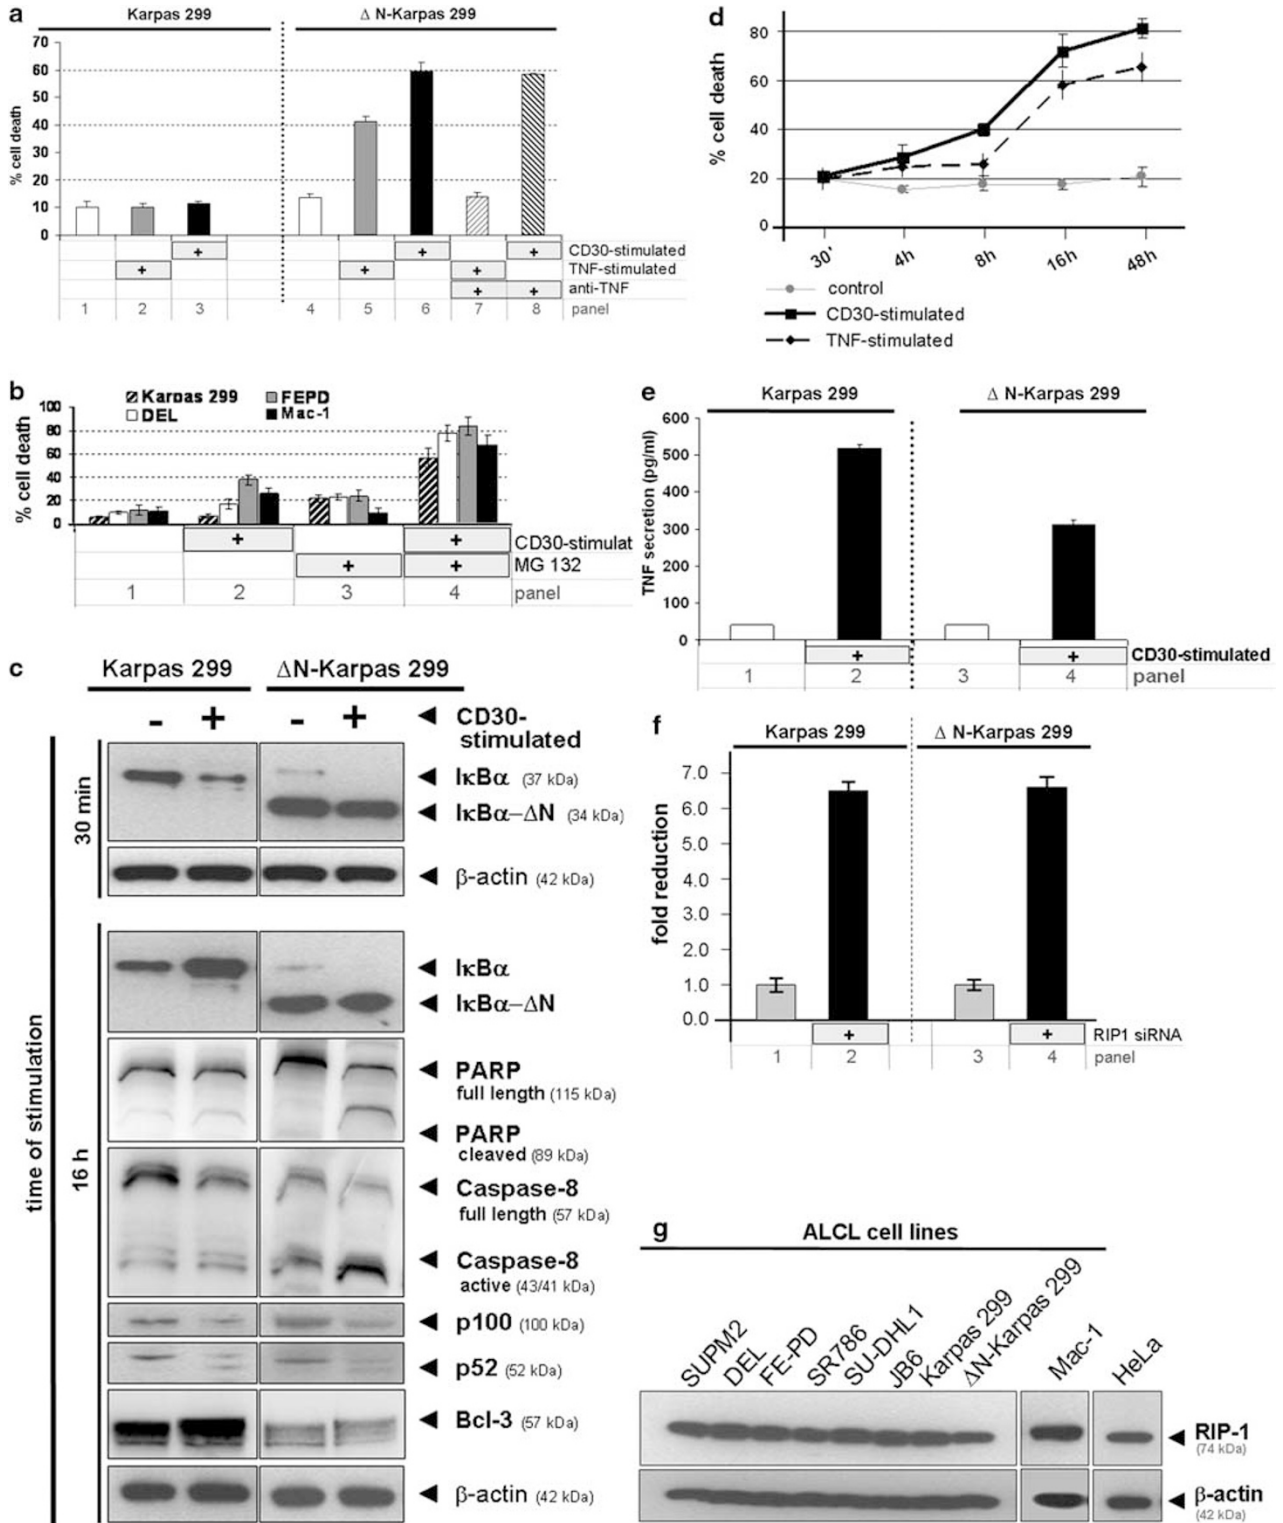 a
Karpas 299
Δ N-Karpas 299
% cell death
70
60
50
40
30
20
10
0
+ + CD30-stimulated
+ + + TNF-stimulated
+ + anti-TNF
1 2 3 4 5 6 7 8 panel
b
Karpas 299 FEPD
DEL Mac-1
% cell death
100
80
60
40
20
0
+ + CD30-stimulat
+ + MG 132
1 2 3 4 panel
c
Karpas 299 ΔN-Karpas 299
- + - + CD30-
stimulated
time of stimulation
30 min
IκBα (37 kDa)
IκBα–ΔN (34 kDa)
β-actin (42 kDa)
16 h
IκBα
IκBα–ΔN
PARP
full length (115 kDa)
PARP
cleaved (89 kDa)
Caspase-8
full length (57 kDa)
Caspase-8
active (43/41 kDa)
p100 (100 kDa)
p52 (52 kDa)
Bcl-3 (57 kDa)
β-actin (42 kDa)
d
% cell death
80
60
40
20
0
30' 4h 8h 16h 48h
control
CD30-stimulated
TNF-stimulated
e
Karpas 299
Δ N-Karpas 299
TNF secretion (pg/ml)
600
500
400
300
200
100
0
+ + CD30-stimulated
1 2 3 4 panel
f
Karpas 299
Δ N-Karpas 299
fold reduction
7.0
6.0
5.0
4.0
3.0
2.0
1.0
0.0
+ + RIP1 siRNA
1 2 3 4 panel
g
ALCL cell lines
SUPM2 DEL FE-PD SR786 SU-DHL1 JB6 Karpas 299 ΔN-Karpas 299 Mac-1 HeLa
RIP-1
(74 kDa)
β-actin
(42 kDa)